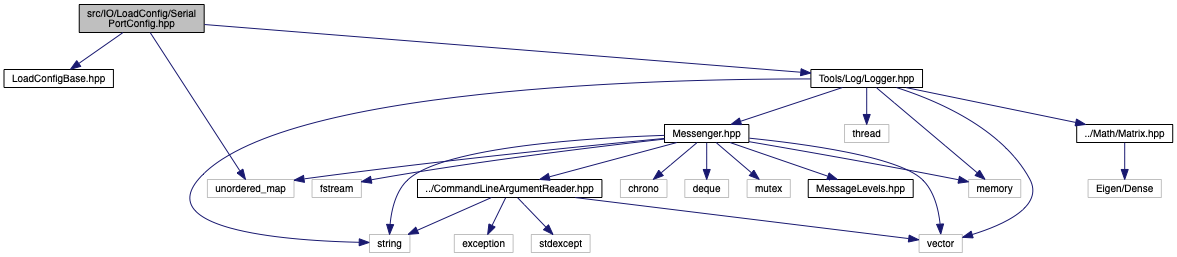 src/IO/LoadConfig/Serial
PortConfig.hpp
LoadConfigBase.hpp
Tools/Log/Logger.hpp
Messenger.hpp
thread
../Math/Matrix.hpp
unordered_map
fstream
../CommandLineArgumentReader.hpp
chrono
deque
mutex
MessageLevels.hpp
memory
Eigen/Dense
string
exception
stdexcept
vector